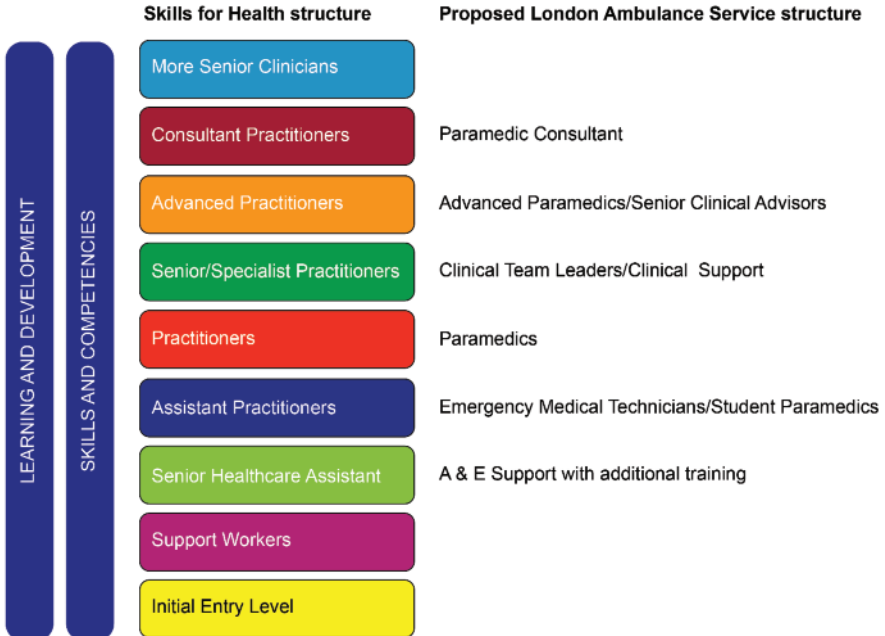 Skills for Health structure
Proposed London Ambulance Service structure
LEARNING AND DEVELOPMENT
SKILLS AND COMPETENCIES
More Senior Clinicians
Consultant Practitioners
Paramedic Consultant
Advanced Practitioners
Advanced Paramedics/Senior Clinical Advisors
Senior/Specialist Practitioners
Clinical Team Leaders/Clinical Support
Practitioners
Paramedics
Assistant Practitioners
Emergency Medical Technicians/Student Paramedics
Senior Healthcare Assistant
A & E Support with additional training
Support Workers
Initial Entry Level